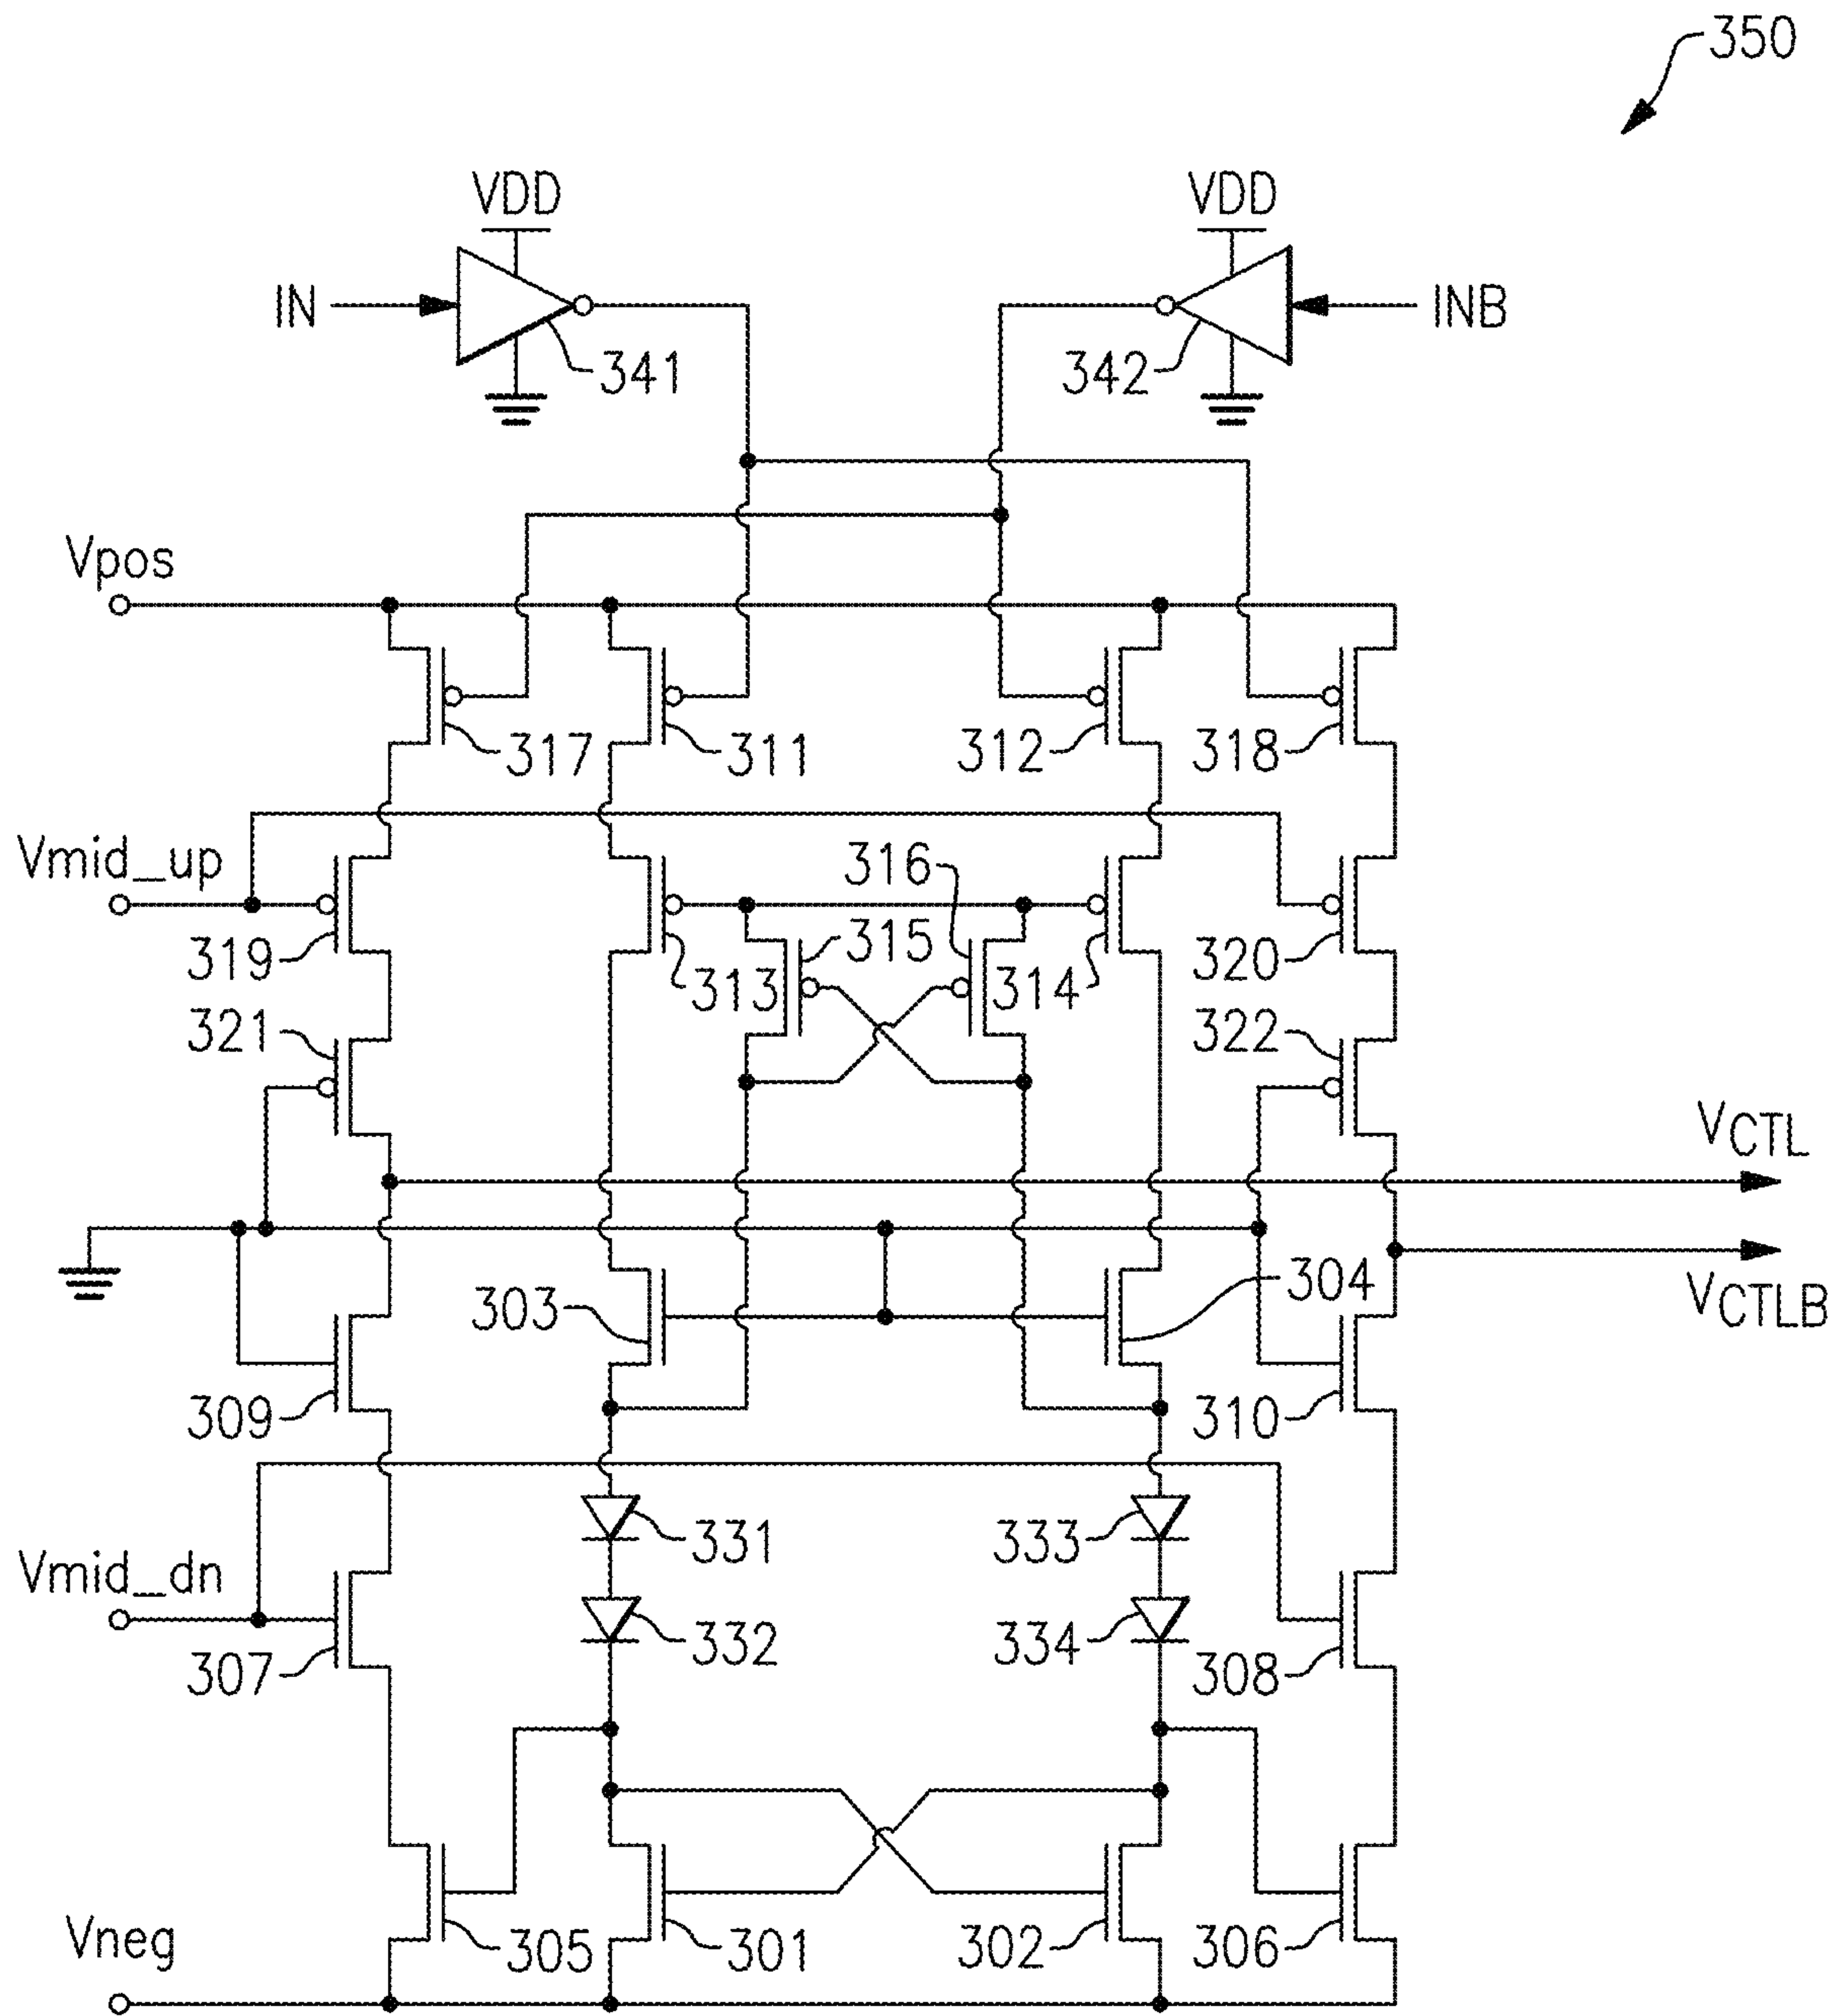 350
VDD
VDD
IN
INB
341
342
Vpos
317
311
312
318
Vmid_up
316
315
319
313
314
320
321
322
VCTL
303
304
VCTLB
309
310
331
333
Vmid_dn
332
334
307
308
Vneg
305
301
302
306